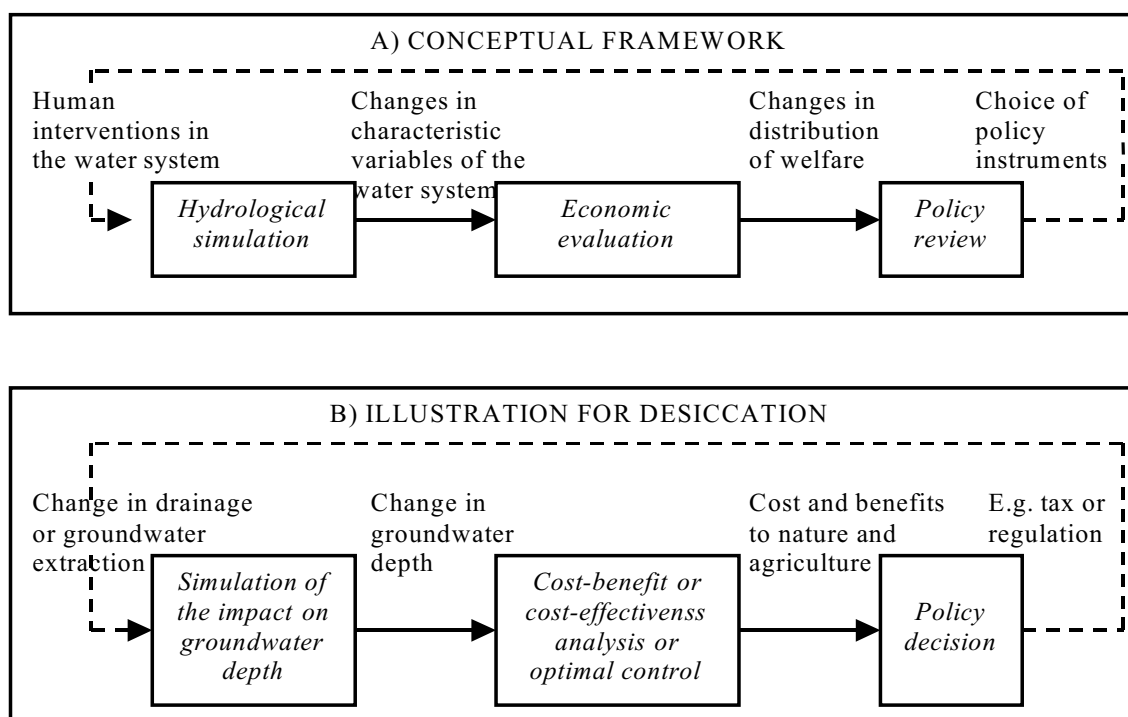 A) CONCEPTUAL FRAMEWORK
Human
interventions in
the water system
Changes in
characteristic
variables of the
water system
Changes in
distribution
of welfare
Choice of
policy
instruments
Hydrological
simulation
Economic
evaluation
Policy
review
B) ILLUSTRATION FOR DESICCATION
Change in drainage
or groundwater
extraction
Change in
groundwater
depth
Cost and benefits
to nature and
agriculture
E.g. tax or
regulation
Simulation of
the impact on
groundwater
depth
Cost-benefit or
cost-effectivenss
analysis or
optimal control
Policy
decision